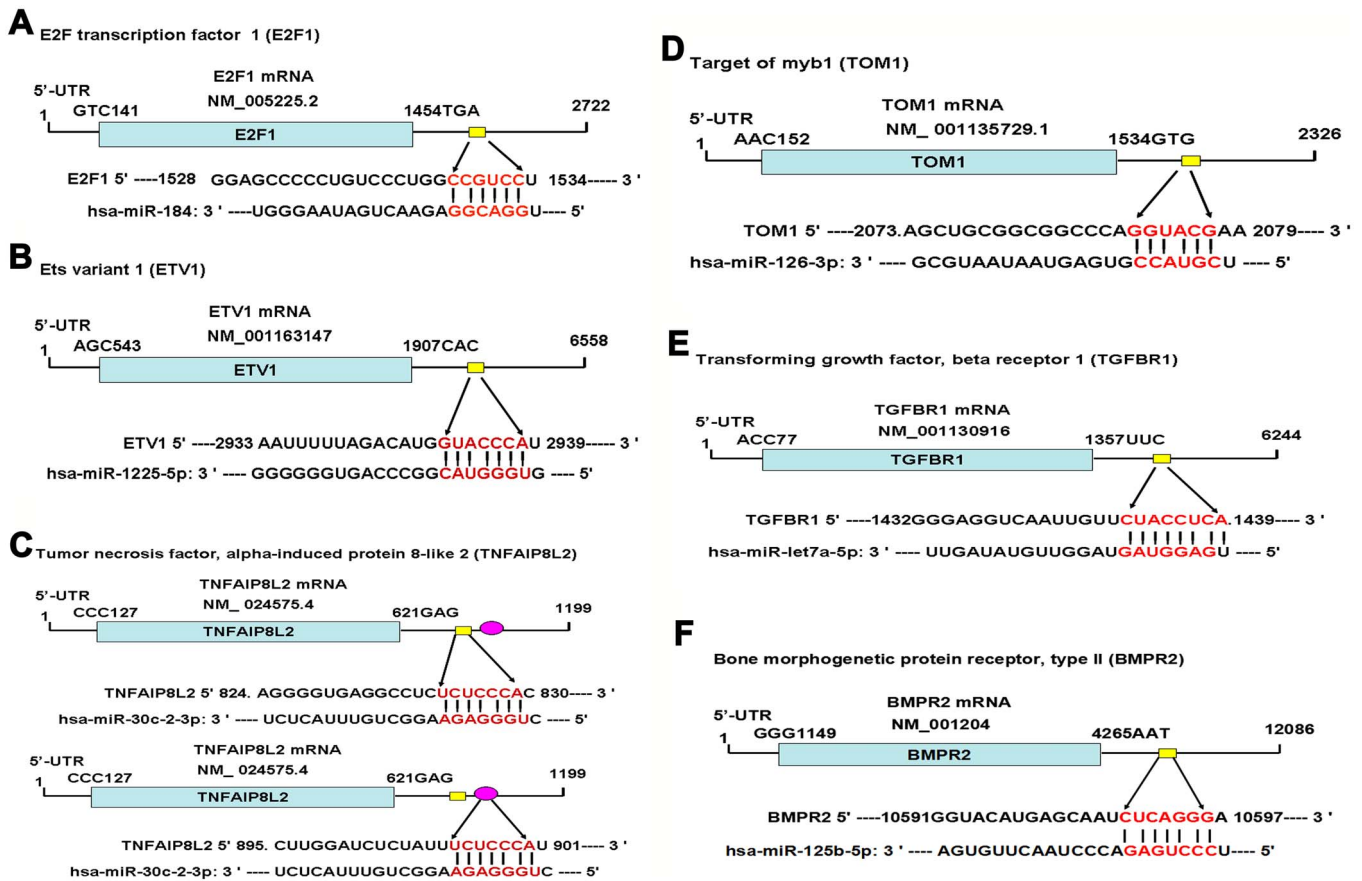 A
E2F transcription factor 1 (E2F1)
E2F1 mRNA
NM_005225.2
5'-UTR
1
GTC141
1454TGA
2722
E2F1
E2F1 5' ----1528 GGAGCCCCCUGUCCCUGGCCGUCCU 1534----- 3 '
hsa-miR-184: 3 ' ----UGGGAAUAGUCAAGAGGCAGGU---- 5'
B
Ets variant 1 (ETV1)
ETV1 mRNA
NM_001163147
5'-UTR
1
AGC543
1907CAC
6558
ETV1
ETV1 5' ----2933 AAUUUUUAGACAUGGUACCCAU 2939----- 3 '
hsa-miR-1225-5p: 3 ' ---- GGGGGGUGACCCGGCAUGGGUG ---- 5'
C
Tumor necrosis factor, alpha-induced protein 8-like 2 (TNFAIP8L2)
TNFAIP8L2 mRNA
NM_ 024575.4
5'-UTR
1
CCC127
621GAG
1199
TNFAIP8L2
TNFAIP8L2 5' 824. AGGGGUGAGGCCUCUCUCCCAC 830---- 3 '
hsa-miR-30c-2-3p: 3 ' ---- UCUCAUUUGUCGGAAGAGGGUC ---- 5'
TNFAIP8L2 mRNA
NM_ 024575.4
5'-UTR
1
CCC127
621GAG
1199
TNFAIP8L2
TNFAIP8L2 5' 895. CUUGGAUCUCUAUUUCUCCCAU 901----3 '
hsa-miR-30c-2-3p: 3 ' ---- UCUCAUUUGUCGGAAGAGGGUC ---- 5'
D
Target of myb1 (TOM1)
TOM1 mRNA
NM_ 001135729.1
5'-UTR
1
AAC152
1534GTG
2326
TOM1
TOM1 5' ----2073.AGCUGCGGCGGCCCAGGUACGAA 2079---- 3 '
hsa-miR-126-3p: 3 ' ---- GCGUAAUAAUGAGUGCCAUGCU ---- 5'
E
Transforming growth factor, beta receptor 1 (TGFBR1)
TGFBR1 mRNA
NM_001130916
5'-UTR
1
ACC77
1357UUC
6244
TGFBR1
TGFBR1 5' ----1432GGGAGGUCAAUUGUUCUACCUCA.1439---- 3 '
hsa-miR-let7a-5p: 3 ' ---- UUGAUAUGUUGGAUGAUGGAGU ---- 5'
F
Bone morphogenetic protein receptor, type II (BMPR2)
BMPR2 mRNA
NM_001204
5'-UTR
1
GGG1149
4265AAT
12086
BMPR2
BMPR2 5' ----10591GGUACAUGAGCAAUCUCAGGGA 10597---- 3 '
hsa-miR-125b-5p: 3 ' ---- AGUGUUCAAUCCCAGAGUCCCU---- 5'